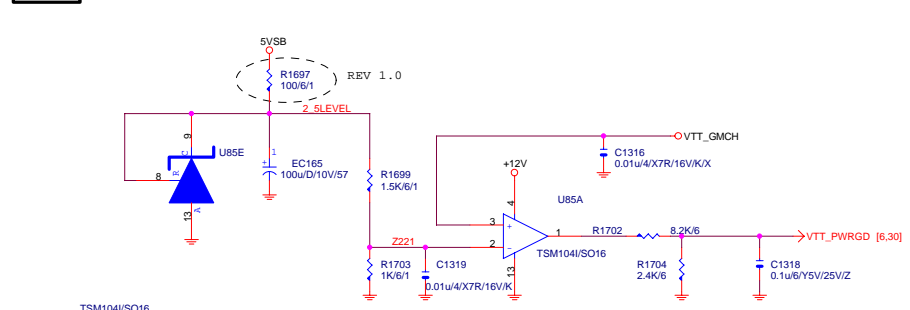 5VSB
R1697
100/6/1
REV 1.0
2_5LEVEL
9
C
U85E
8
R
A
13
1
+
EC165
100u/D/10V/57
R1699
1.5K/6/1
VTT_GMCH
C1316
0.01u/4/X7R/16V/K/X
+12V
4
U85A
3
+
1
R1702
8.2K/6
VTT_PWRGD [6,30]
Z221
2
-
TSM104I/SO16
13
R1703
1K/6/1
C1319
0.01u/4/X7R/16V/K
R1704
2.4K/6
C1318
0.1u/6/Y5V/25V/Z
TSM104I/SO16